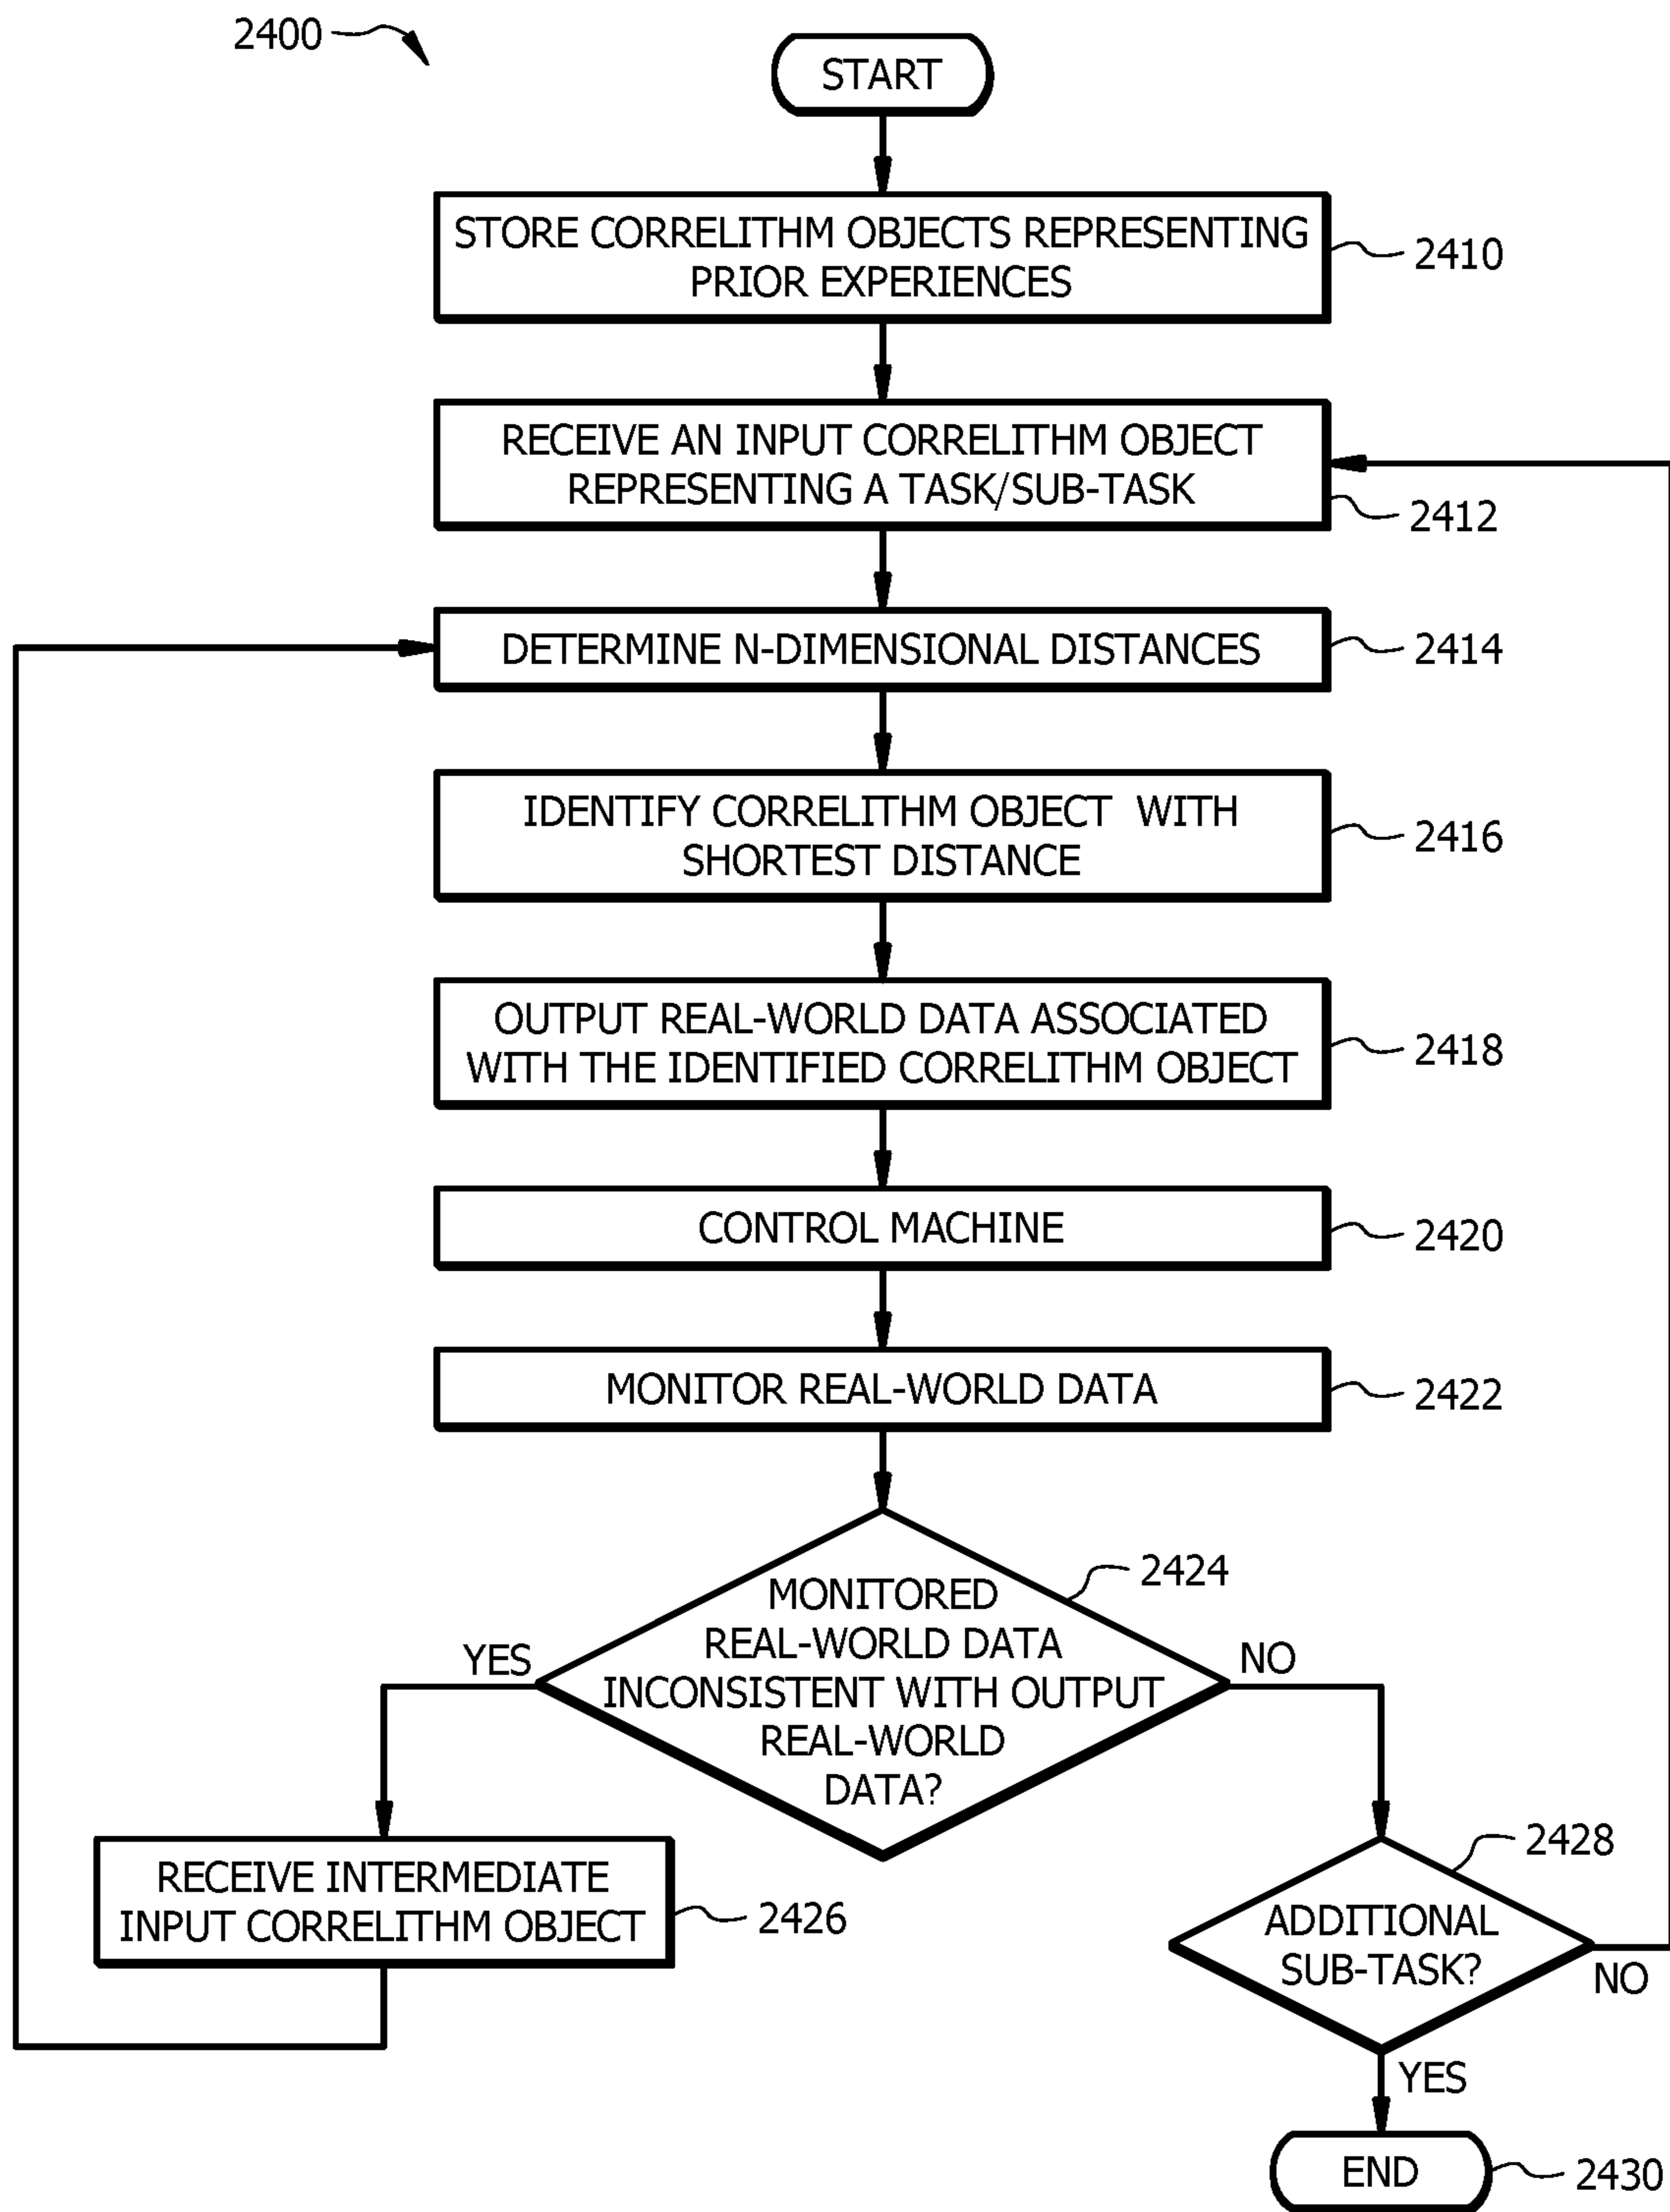 2400
START
STORE CORRELITHM OBJECTS REPRESENTING
PRIOR EXPERIENCES
2410
RECEIVE AN INPUT CORRELITHM OBJECT
REPRESENTING A TASK/SUB-TASK
2412
DETERMINE N-DIMENSIONAL DISTANCES
2414
IDENTIFY CORRELITHM OBJECT WITH
SHORTEST DISTANCE
2416
OUTPUT REAL-WORLD DATA ASSOCIATED
WITH THE IDENTIFIED CORRELITHM OBJECT
2418
CONTROL MACHINE
2420
MONITOR REAL-WORLD DATA
2422
MONITORED
REAL-WORLD DATA
INCONSISTENT WITH OUTPUT
REAL-WORLD
DATA?
2424
YES
NO
RECEIVE INTERMEDIATE
INPUT CORRELITHM OBJECT
2426
ADDITIONAL
SUB-TASK?
2428
NO
YES
END
2430